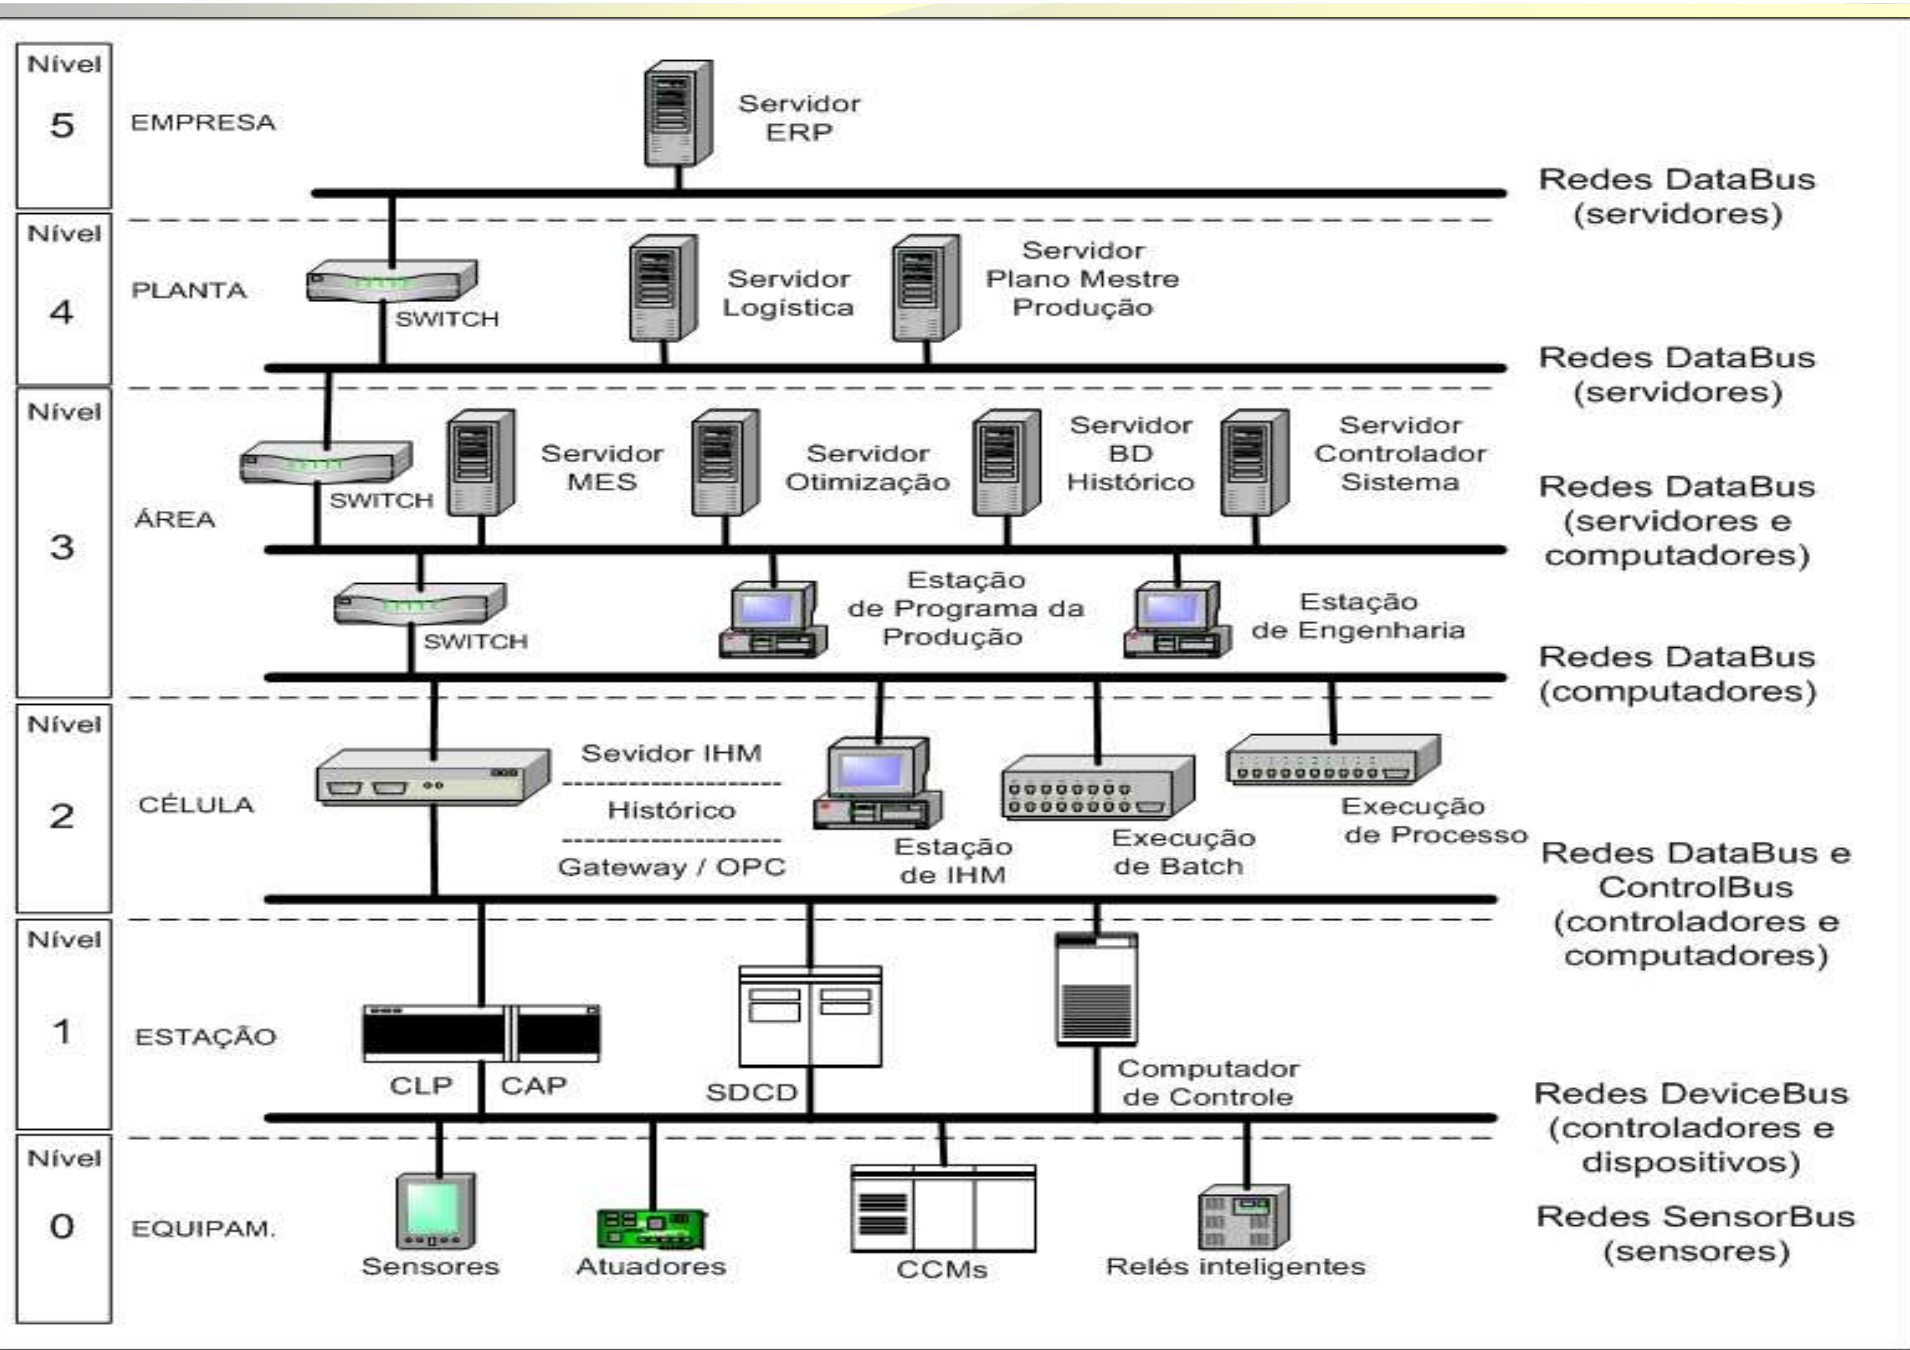 Nível
5
EMPRESA
Servidor
ERP
Redes DataBus
(servidores)
Nível
4
PLANTA
SWITCH
Servidor
Logística
Servidor
Plano Mestre
Produção
Redes DataBus
(servidores)
Nível
3
ÁREA
SWITCH
Servidor
MES
Servidor
Otimização
Servidor
BD
Histórico
Servidor
Controlador
Sistema
Redes DataBus
(servidores e
computadores)
SWITCH
Estação
de Programa da
Produção
Estação
de Engenharia
Redes DataBus
(computadores)
Nível
2
CÉLULA
Sevidor IHM
Histórico
Gateway / OPC
Estação
de IHM
Execução
de Batch
Execução
de Processo
Redes DataBus e
ControlBus
(controladores e
computadores)
Nível
1
ESTAÇÃO
CLP
CAP
SDCD
Computador
de Controle
Redes DeviceBus
(controladores e
dispositivos)
Nível
0
EQUIPAM.
Sensores
Atuadores
CCMs
Relés inteligentes
Redes SensorBus
(sensores)